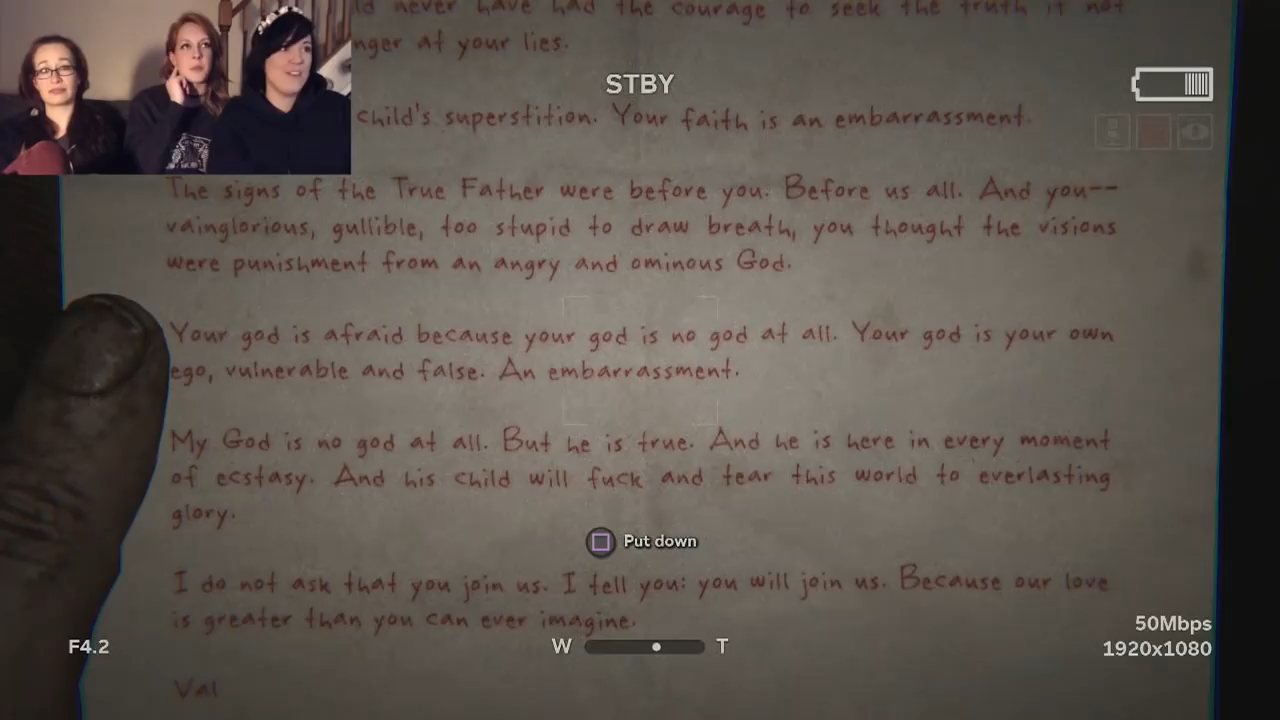 never have had the courage to seek the truth if not
nger at your lies.
STBY
child's superstition. Your faith is an embarrassment.
The signs of the True Father were before you. Before us all. And you--
vainglorious, gullible, too stupid to draw breath, you thought the visions
were punishment from an angry and ominous God.
Your god is afraid because your god is no god at all. Your god is your own
ego, vulnerable and false. An embarrassment.
My God is no god at all. But he is true. And he is here in every moment
of ecstasy. And his child will fuck and tear this world to everlasting
glory.
Put down
I do not ask that you join us. I tell you: you will join us. Because our love
is greater than you can ever imagine.
50Mbps
F4.2
W T
1920x1080
Val